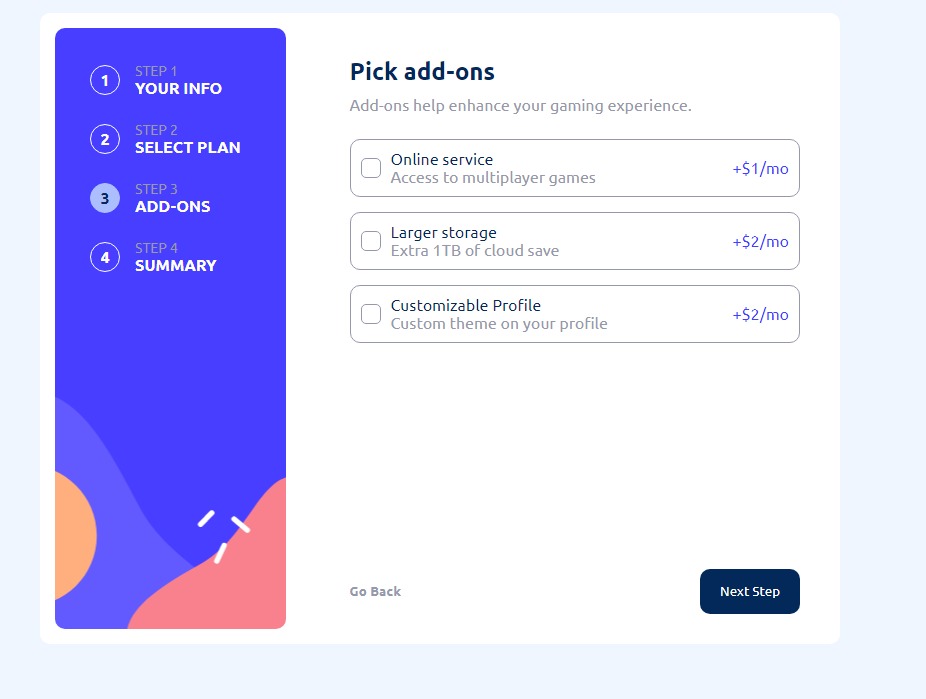 1
STEP 1
YOUR INFO
2
STEP 2
SELECT PLAN
3
STEP 3
ADD-ONS
4
STEP 4
SUMMARY
Pick add-ons
Add-ons help enhance your gaming experience.
Online service
Access to multiplayer games
+$1/mo
Larger storage
Extra 1TB of cloud save
+$2/mo
Customizable Profile
Custom theme on your profile
+$2/mo
Go Back
Next Step